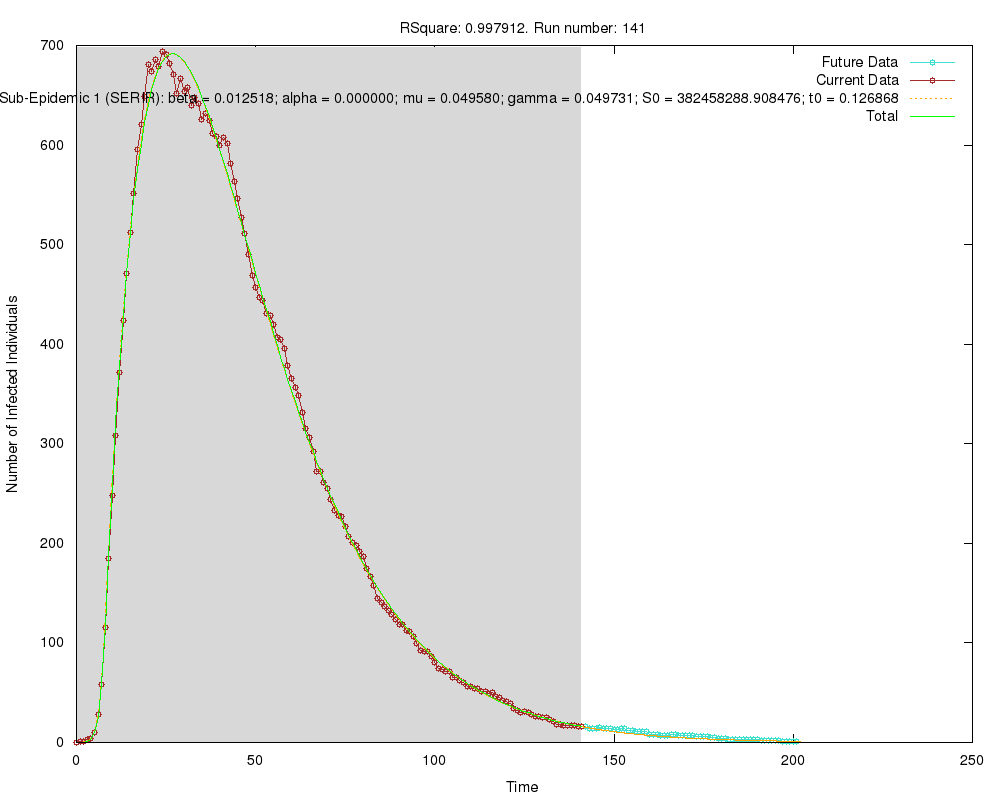 RSquare: 0.997912. Run number: 141
700
600
500
400
300
200
100
0
Number of Infected Individuals
Future Data
Current Data
Sub-Epidemic 1 (SEREIR): beta = 0.012518; alpha = 0.000000; mu = 0.049580; gamma = 0.049731; S0 = 382458288.908476; t0 = 0.126868
Total
0 50 100 150 200 250
Time